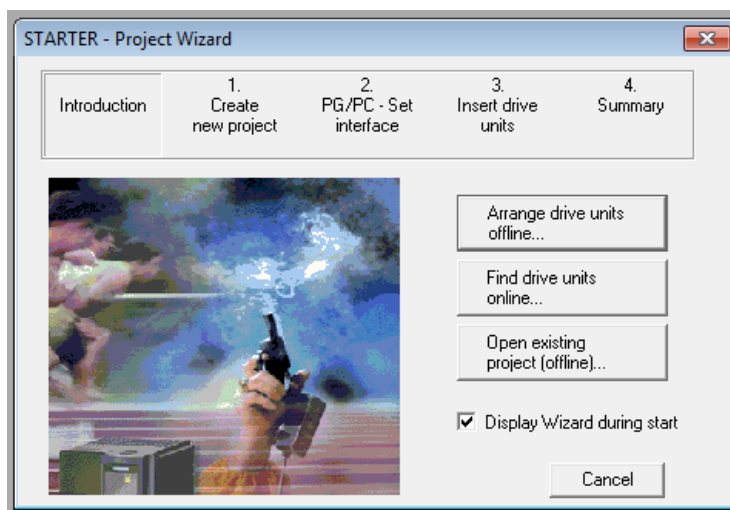 STARTER - Project Wizard
Introduction
1.
Create
new project
2.
PG/PC - Set
interface
3.
Insert drive
units
4.
Summary
Arrange drive units
offline...
Find drive units
online...
Open existing
project (offline)...
Display Wizard during start
Cancel